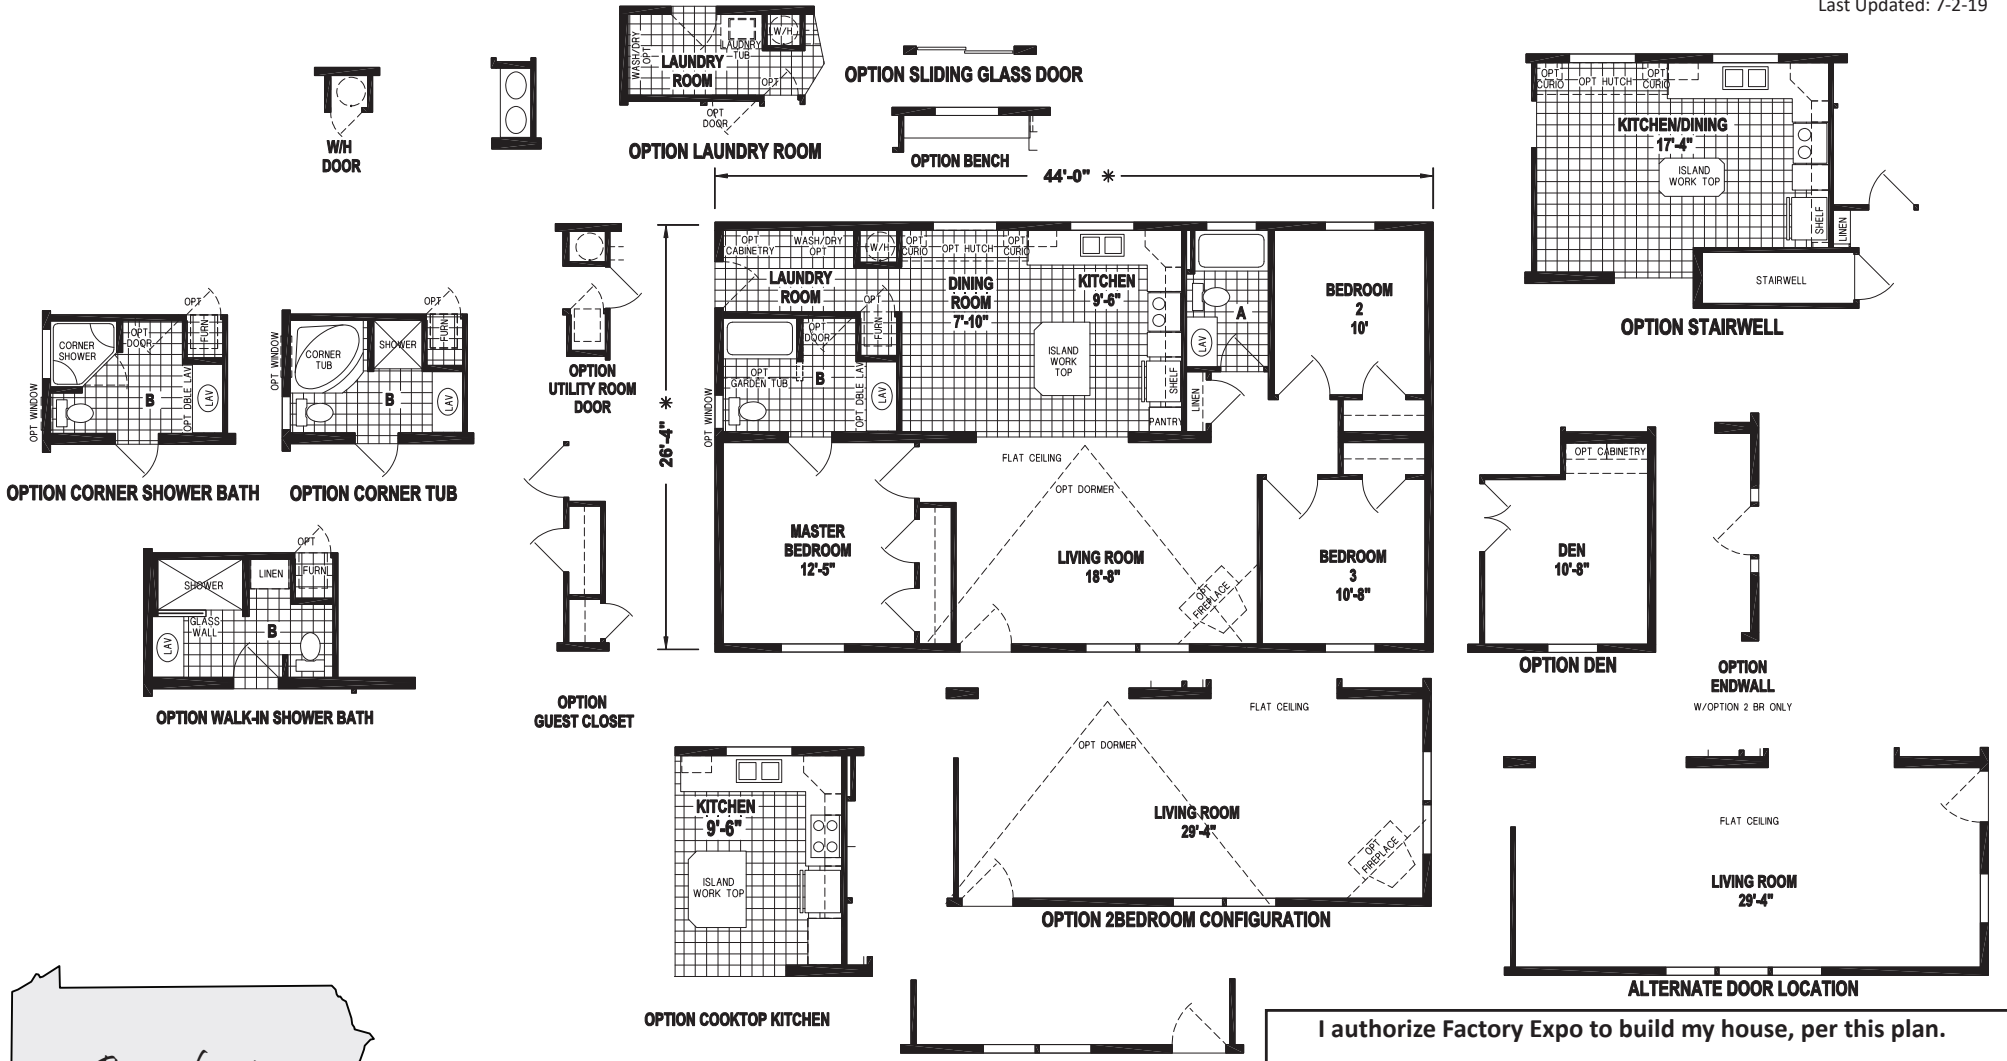 Last Updated: 7-2-19
W/H
DOOR
WASH/DRY
OPT
LAUNDRY
ROOM
LAUDNRY
TUB
W/H
OPT
OPT
DOOR
OPTION LAUNDRY ROOM
OPTION SLIDING GLASS DOOR
OPTION BENCH
OPT
CURIO
OPT HUTCH
OPT
CURIO
KITCHEN/DINING
17'-4"
ISLAND
WORK TOP
SHELF
LINEN
STAIRWELL
OPTION STAIRWELL
44'-0" *
26'-4" *
OPT
CABINETRY
WASH/DRY
OPT
W/H
LAUNDRY
ROOM
OPT
FURN
OPT
DOOR
OPT
GARDEN TUB
B
OPT DBLE LAV
LAV
OPT WINDOW
OPT
CURIO
OPT HUTCH
OPT
CURIO
DINING
ROOM
7'-10"
KITCHEN
9'-6"
ISLAND
WORK
TOP
SHELF
PANTRY
LAV
A
LINEN
BEDROOM
2
10'
FLAT CEILING
OPT DORMER
MASTER
BEDROOM
12'-5"
LIVING ROOM
18'-8"
OPT
FIREPLACE
BEDROOM
3
10'-8"
OPT
FURN
CORNER
SHOWER
OPT
DOOR
OPT WINDOW
B
OPT DBLE LAV
LAV
OPTION CORNER SHOWER BATH
OPT
FURN
OPT WINDOW
CORNER
TUB
SHOWER
B
LAV
OPTION CORNER TUB
OPTION
UTILITY ROOM
DOOR
OPT
SHOWER
LINEN
FURN
GLASS
WALL
LAV
B
OPTION WALK-IN SHOWER BATH
OPTION
GUEST CLOSET
OPT CABINETRY
DEN
10'-8"
OPTION DEN
OPTION
ENDWALL
W/OPTION 2 BR ONLY
FLAT CEILING
OPT DORMER
LIVING ROOM
29'-4"
OPT
FIREPLACE
OPTION 2BEDROOM CONFIGURATION
KITCHEN
9'-6"
ISLAND
WORK TOP
OPTION COOKTOP KITCHEN
FLAT CEILING
LIVING ROOM
29'-4"
ALTERNATE DOOR LOCATION
I authorize Factory Expo to build my house, per this plan.